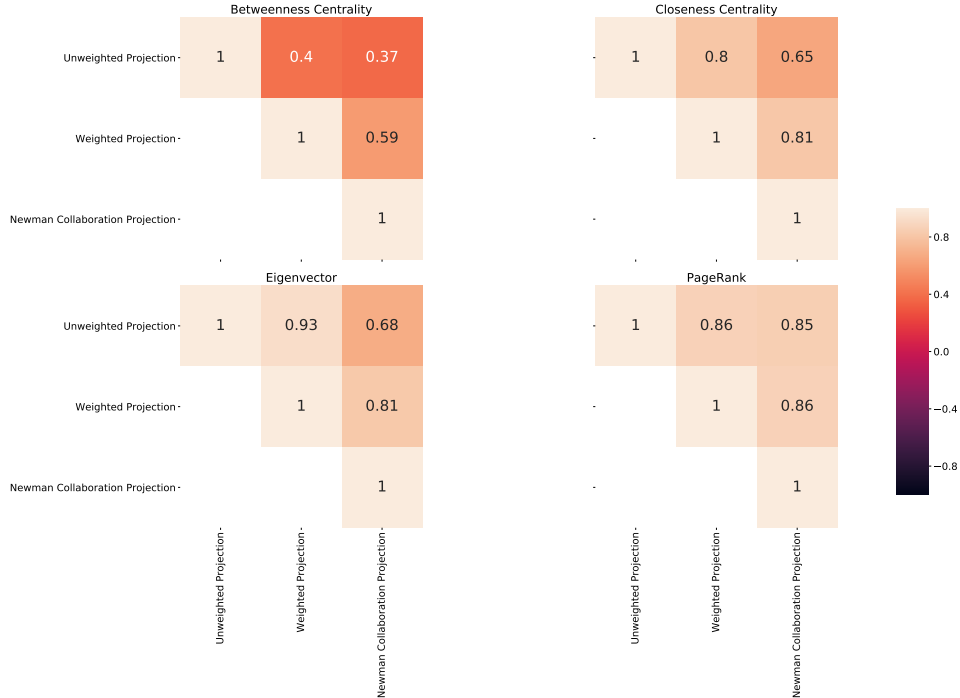 Betweenness Centrality
Closeness Centrality
Unweighted Projection
1 0.4 0.37
1 0.8 0.65
Weighted Projection
1 0.59
1 0.81
Newman Collaboration Projection
1
1
0.8
0.4
0.0
−0.4
−0.8
Eigenvector
PageRank
Unweighted Projection
1 0.93 0.68
1 0.86 0.85
Weighted Projection
1 0.81
1 0.86
Newman Collaboration Projection
1
1
Unweighted Projection
Weighted Projection
Newman Collaboration Projection
Unweighted Projection
Weighted Projection
Newman Collaboration Projection